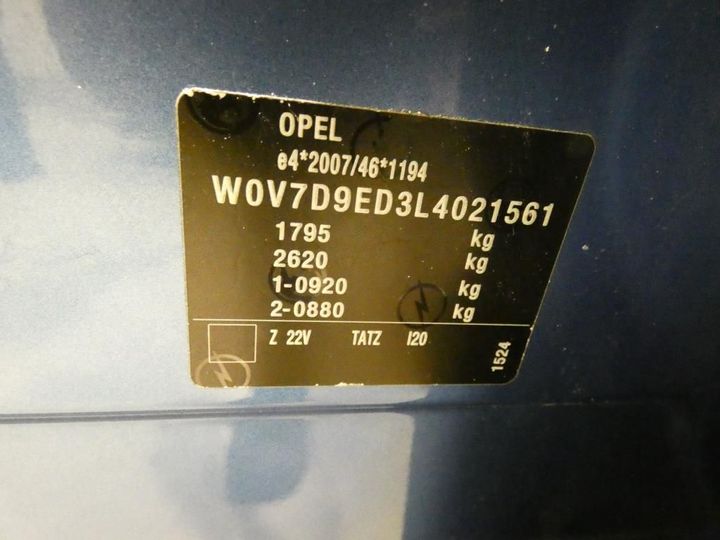 OPEL
e4*2007/46*1194
W0V7D9ED3L4021561
1795 kg
2620 kg
1-0920 kg
2-0880 kg
Z 22V TATZ I20
1524